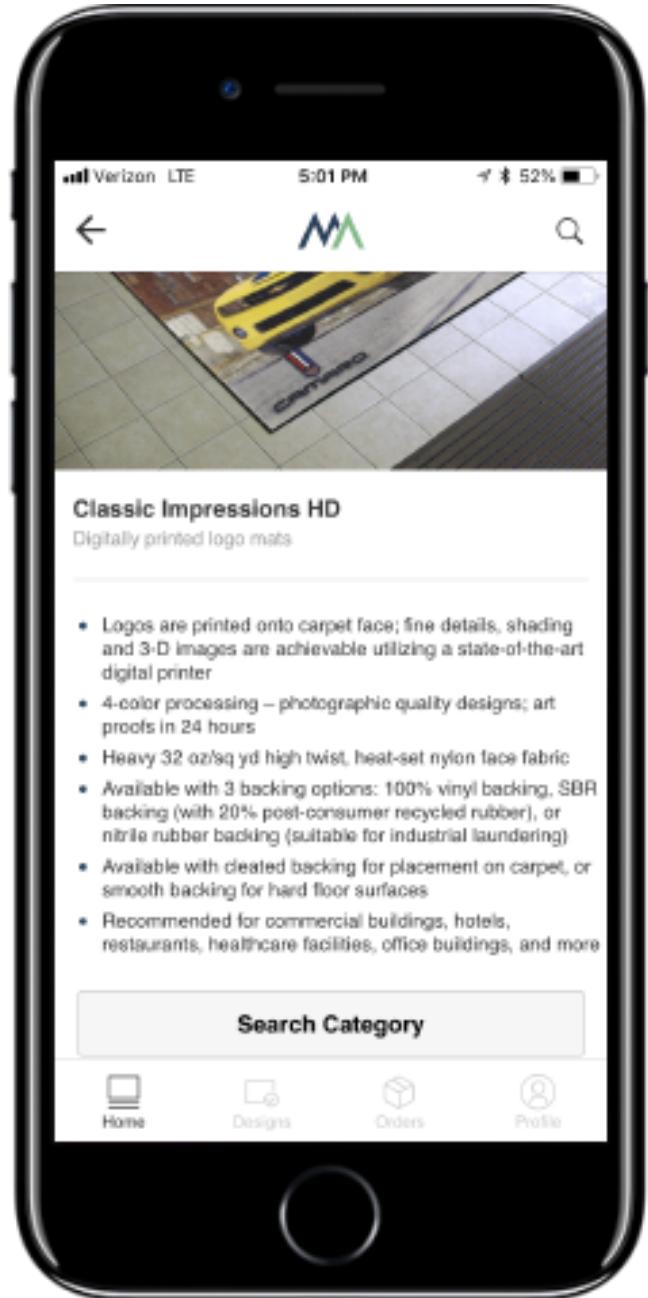 Verizon LTE
5:01 PM
52%
CAMARO
Classic Impressions HD
Digitally printed logo mats
Logos are printed onto carpet face; fine details, shading
and 3-D images are achievable utilizing a state-of-the-art
digital printer
4-color processing – photographic quality designs; art
proofs in 24 hours
Heavy 32 oz/sq yd high twist, heat-set nylon face fabric
Available with 3 backing options: 100% vinyl backing, SBR
backing (with 20% post-consumer recycled rubber), or
nitrile rubber backing (suitable for industrial laundering)
Available with cleated backing for placement on carpet, or
smooth backing for hard floor surfaces
Recommended for commercial buildings, hotels,
restaurants, healthcare facilities, office buildings, and more
Search Category
Home
Designs
Orders
Profile